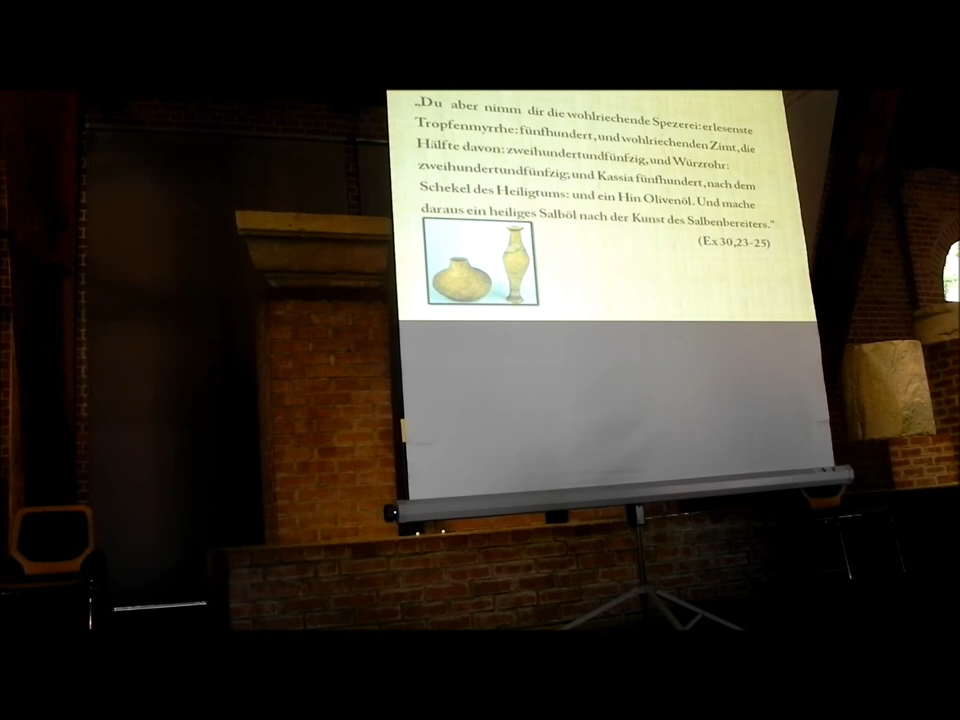 „Du aber nimm dir die wohlriechende Spezerei: erlesenste
Tropfenmyrrhe: fünfhundert, und wohlriechenden Zimt, die
Hälfte davon: zweihundertundfünfzig, und Würzrohr:
zweihundertundfünfzig; und Kassia fünfhundert, nach dem
Schekel des Heiligtums: und ein Hin Olivenöl. Und mache
daraus ein heiliges Salböl nach der Kunst des Salbenbereiters."
(Ex 30,23-25)